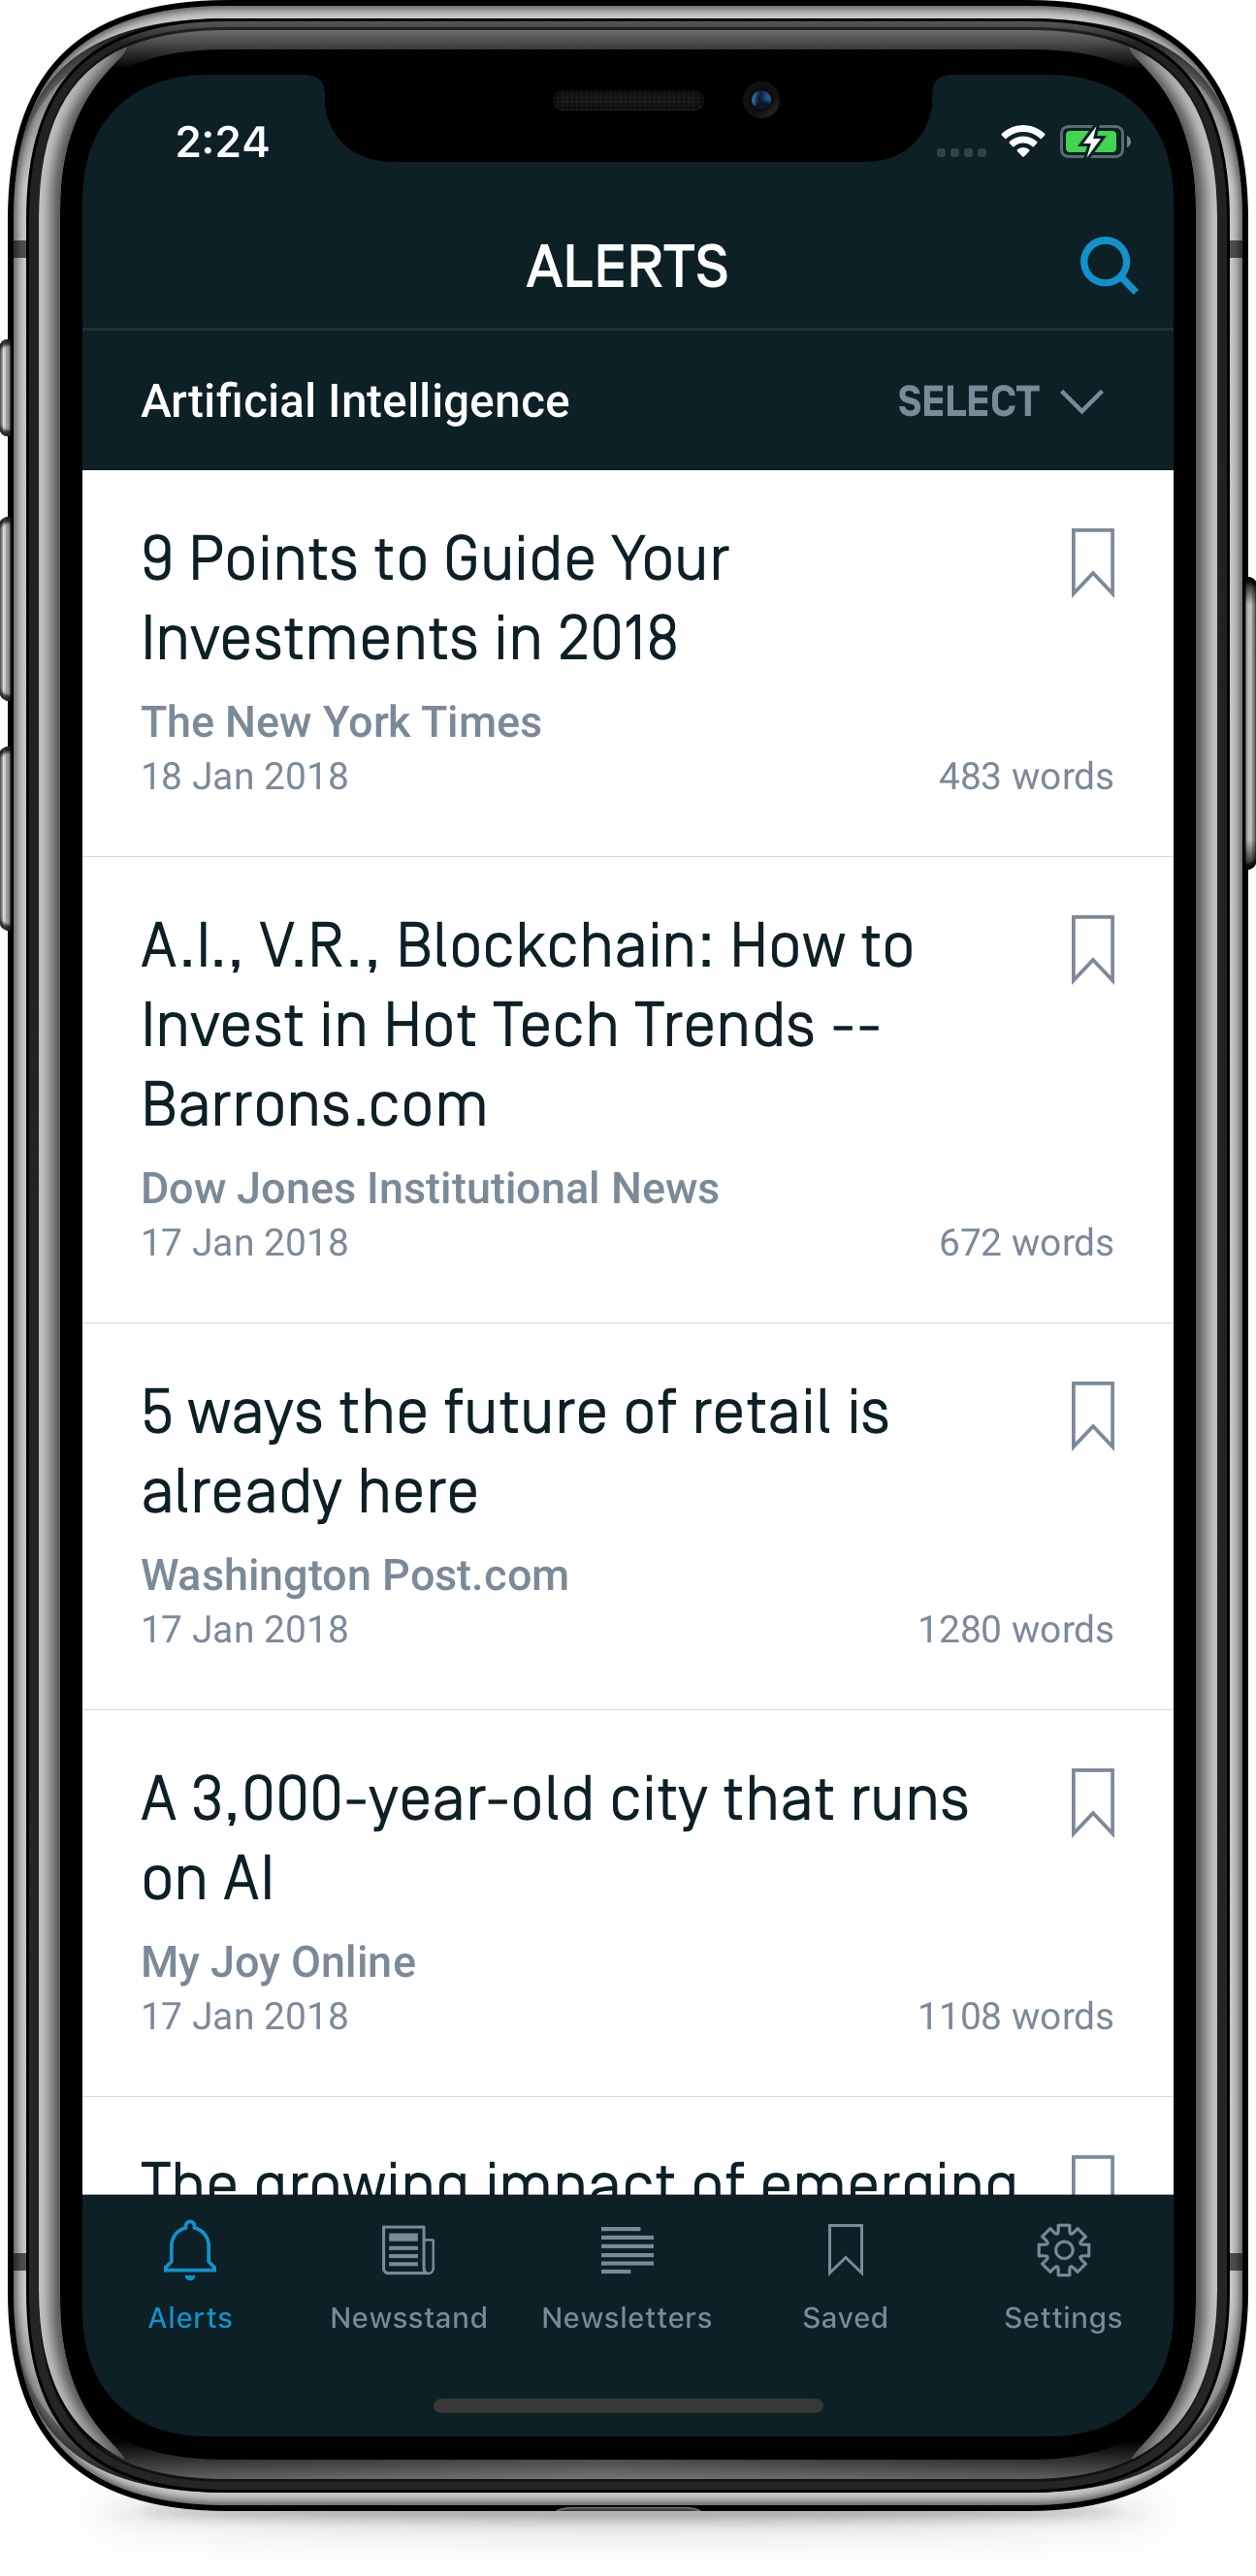 2:24
ALERTS
Artificial Intelligence SELECT
9 Points to Guide Your
Investments in 2018
The New York Times
18 Jan 2018 483 words
A.I., V.R., Blockchain: How to
Invest in Hot Tech Trends --
Barrons.com
Dow Jones Institutional News
17 Jan 2018 672 words
5 ways the future of retail is
already here
Washington Post.com
17 Jan 2018 1280 words
A 3,000-year-old city that runs
on AI
My Joy Online
17 Jan 2018 1108 words
The growing impact of emerging
Alerts Newsstand Newsletters Saved Settings